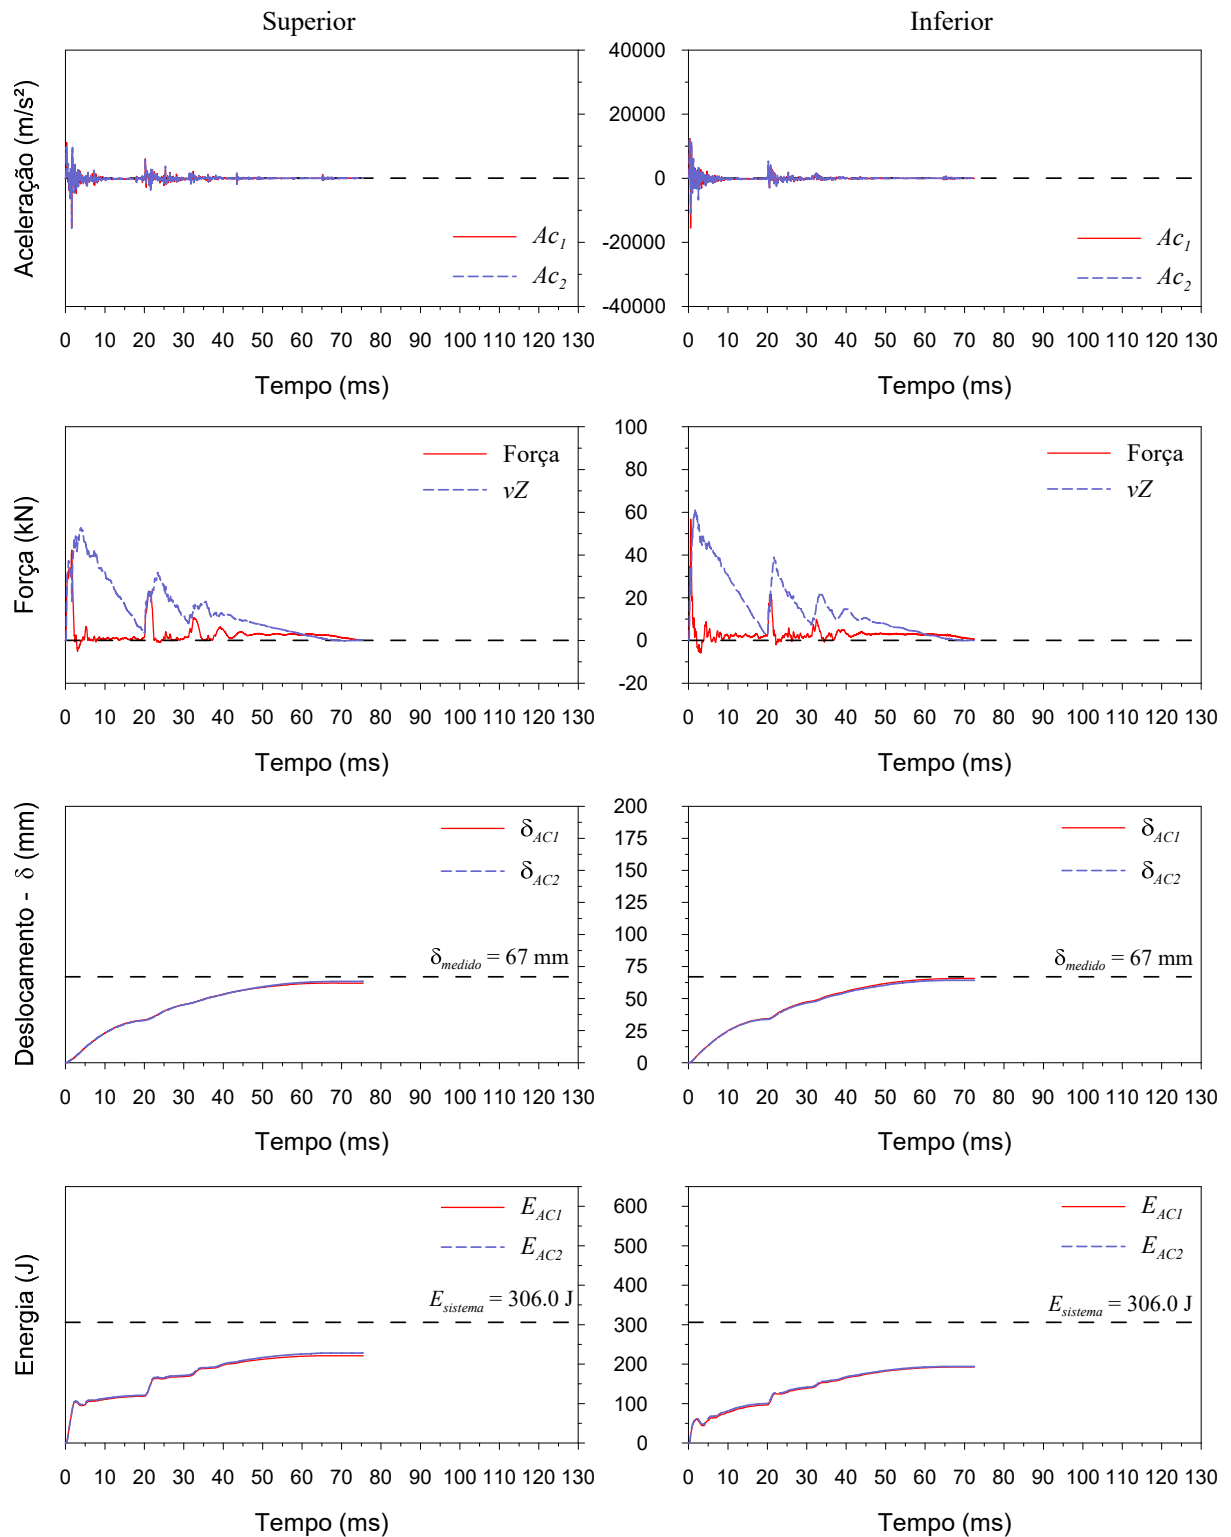 Superior Inferior
Aceleração (m/s²)
40000
20000
0
-20000
-40000
Ac1
Ac2
Ac1
Ac2
0 10 20 30 40 50 60 70 80 90 100 110 120 130
0 10 20 30 40 50 60 70 80 90 100 110 120 130
Tempo (ms) Tempo (ms)
Força (kN)
100
80
60
40
20
0
-20
Força
vZ
Força
vZ
0 10 20 30 40 50 60 70 80 90 100 110 120 130
0 10 20 30 40 50 60 70 80 90 100 110 120 130
Tempo (ms) Tempo (ms)
Deslocamento - δ (mm)
200
175
150
125
100
75
50
25
0
δAC1
δAC2
δmedido = 67 mm
δAC1
δAC2
δmedido = 67 mm
0 10 20 30 40 50 60 70 80 90 100 110 120 130
0 10 20 30 40 50 60 70 80 90 100 110 120 130
Tempo (ms) Tempo (ms)
Energia (J)
600
500
400
300
200
100
0
EAC1
EAC2
Esistema = 306.0 J
EAC1
EAC2
Esistema = 306.0 J
0 10 20 30 40 50 60 70 80 90 100 110 120 130
0 10 20 30 40 50 60 70 80 90 100 110 120 130
Tempo (ms) Tempo (ms)